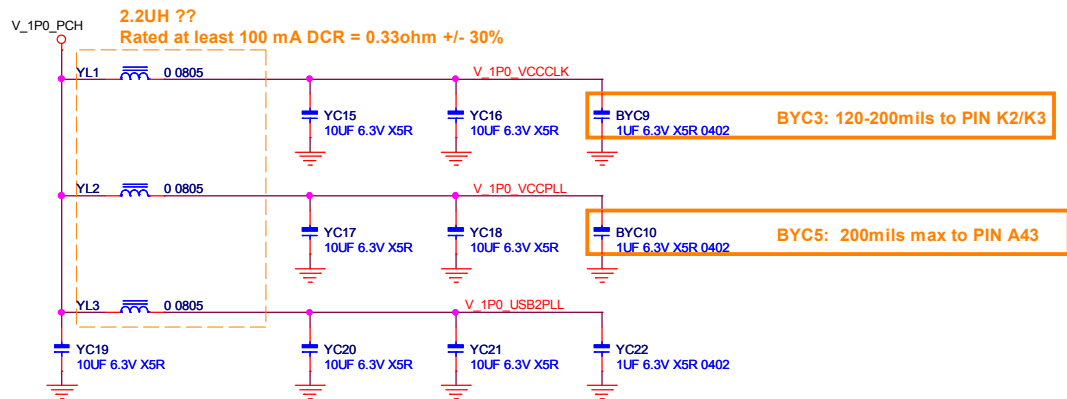 2.2UH ??
V_1P0_PCH
Rated at least 100 mA DCR = 0.33ohm +/- 30%
YL1 0 0805 V_1P0_VCCCLK
YC15 YC16 BYC9 BYC3: 120-200mils to PIN K2/K3
10UF 6.3V X5R 10UF 6.3V X5R 1UF 6.3V X5R 0402
YL2 0 0805 V_1P0_VCCPLL
YC17 YC18 BYC10 BYC5: 200mils max to PIN A43
10UF 6.3V X5R 10UF 6.3V X5R 1UF 6.3V X5R 0402
YL3 0 0805 V_1P0_USB2PLL
YC19 YC20 YC21 YC22
10UF 6.3V X5R 10UF 6.3V X5R 10UF 6.3V X5R 1UF 6.3V X5R 0402